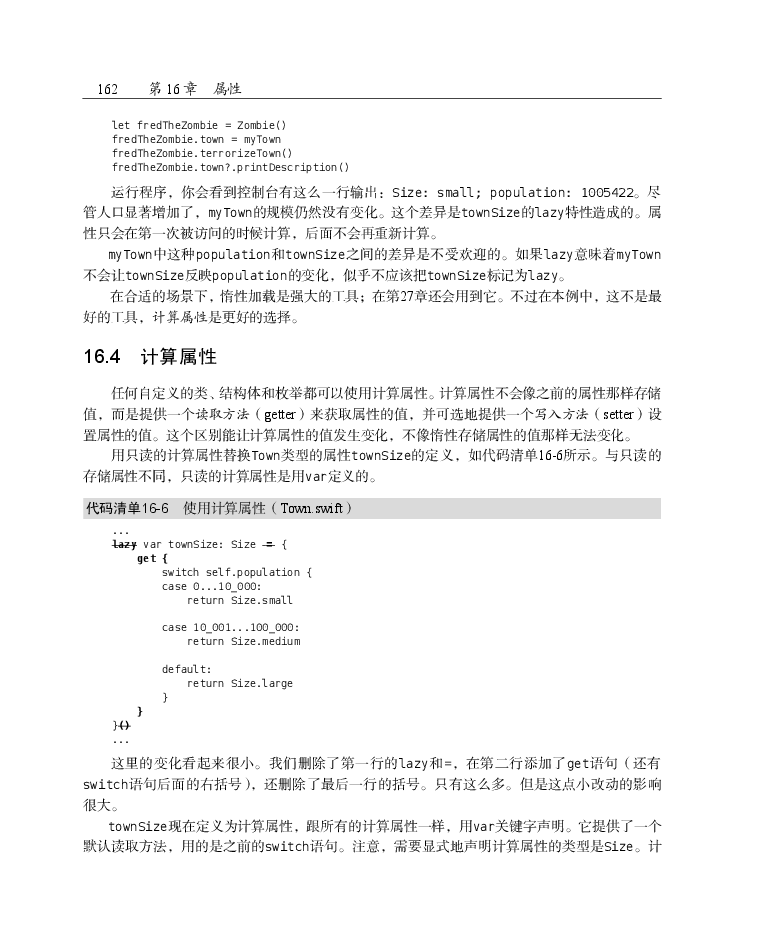 162 第 16 章 属性
let fredTheZombie = Zombie()
fredTheZombie.town = myTown
fredTheZombie.terrorizeTown()
fredTheZombie.town?.printDescription()
运行程序，你会看到控制台有这么一行输出：Size: small; population: 1005422。尽
管人口显著增加了，myTown的规模仍然没有变化。这个差异是townSize的lazy特性造成的。属
性只会在第一次被访问的时候计算，后面不会再重新计算。
myTown中这种population和townSize之间的差异是不受欢迎的。如果lazy意味着myTown
不会让townSize反映population的变化，似乎不应该把townSize标记为lazy。
在合适的场景下，惰性加载是强大的工具；在第27章还会用到它。不过在本例中，这不是最
好的工具，计算属性是更好的选择。
16.4 计算属性
任何自定义的类、结构体和枚举都可以使用计算属性。计算属性不会像之前的属性那样存储
值，而是提供一个读取方法（getter）来获取属性的值，并可选地提供一个写入方法（setter）设
置属性的值。这个区别能让计算属性的值发生变化，不像惰性存储属性的值那样无法变化。
用只读的计算属性替换Town类型的属性townSize的定义，如代码清单16-6所示。与只读的
存储属性不同，只读的计算属性是用var定义的。
代码清单16-6 使用计算属性（Town.swift）
...
lazy var townSize: Size = {
get {
switch self.population {
case 0...10_000:
return Size.small
case 10_001...100_000:
return Size.medium
default:
return Size.large
}
}
}()
...
这里的变化看起来很小。我们删除了第一行的lazy和=，在第二行添加了get语句（还有
switch语句后面的右括号），还删除了最后一行的括号。只有这么多。但是这点小改动的影响
很大。
townSize现在定义为计算属性，跟所有的计算属性一样，用var关键字声明。它提供了一个
默认读取方法，用的是之前的switch语句。注意，需要显式地声明计算属性的类型是Size。计